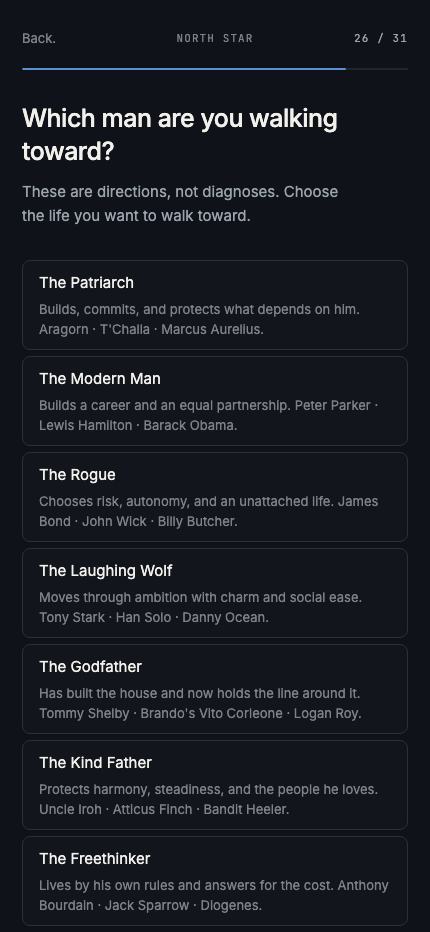 Back.
NORTH STAR
26 / 31
Which man are you walking
toward?
These are directions, not diagnoses. Choose
the life you want to walk toward.
The Patriarch
Builds, commits, and protects what depends on him.
Aragorn · T'Challa · Marcus Aurelius.
The Modern Man
Builds a career and an equal partnership. Peter Parker ·
Lewis Hamilton · Barack Obama.
The Rogue
Chooses risk, autonomy, and an unattached life. James
Bond · John Wick · Billy Butcher.
The Laughing Wolf
Moves through ambition with charm and social ease.
Tony Stark · Han Solo · Danny Ocean.
The Godfather
Has built the house and now holds the line around it.
Tommy Shelby · Brando's Vito Corleone · Logan Roy.
The Kind Father
Protects harmony, steadiness, and the people he loves.
Uncle Iroh · Atticus Finch · Bandit Heeler.
The Freethinker
Lives by his own rules and answers for the cost. Anthony
Bourdain · Jack Sparrow · Diogenes.